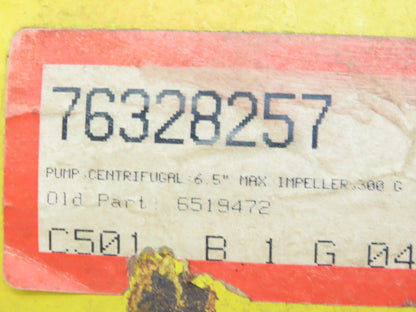 76328257
PUMP,CENTRIFUGAL,6.5" MAX IMPELLER,300 G
Old Part: 6519472
C501 B 1 G 04